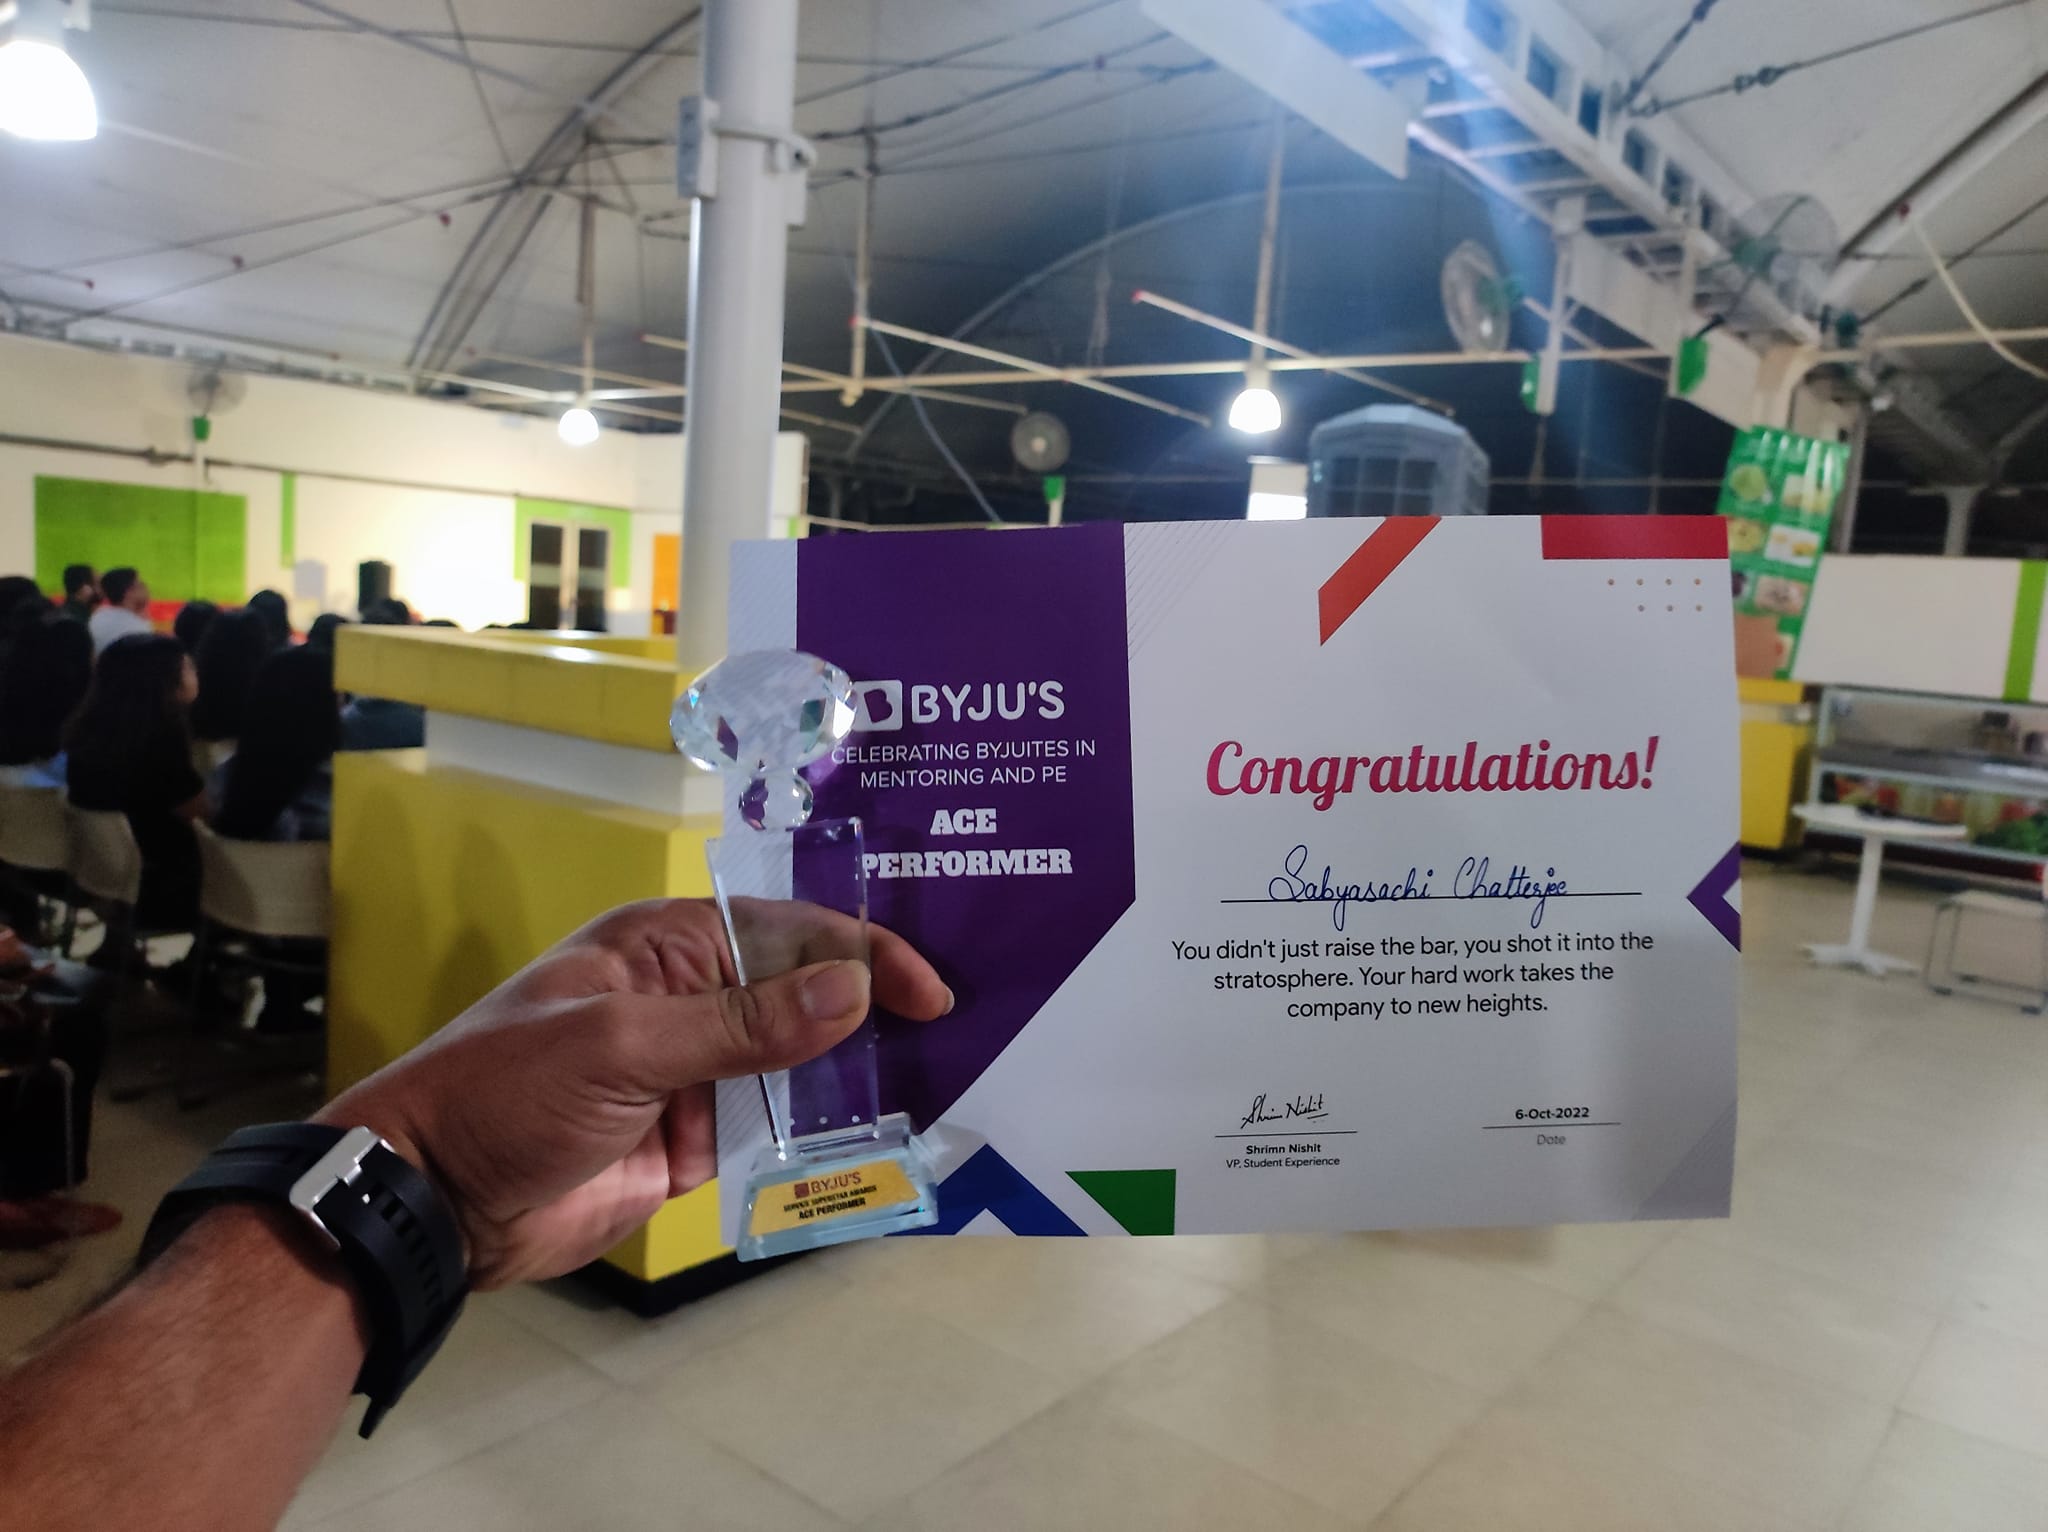 BYJU'S
CELEBRATING BYJUITES IN
MENTORING AND PE
ACE
PERFORMER
Congratulations!
Sabyasachi Chatterjee
You didn't just raise the bar, you shot it into the
stratosphere. Your hard work takes the
company to new heights.
Shrimn Nishit
Shrimn Nishit
VP, Student Experience
6-Oct-2022
Date
BYJU'S
SERVICE SUPERSTAR AWARDS
ACE PERFORMER